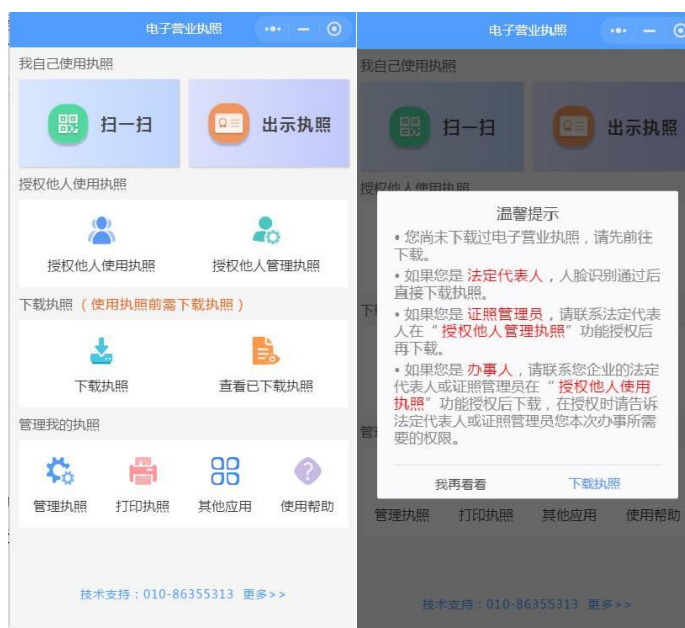 电子营业执照
我自己使用执照
扫一扫
出示执照
授权他人使用执照
授权他人使用执照
授权他人管理执照
下载执照（使用执照前需下载执照）
下载执照
查看已下载执照
管理我的执照
管理执照
打印执照
其他应用
使用帮助
技术支持：010-86355313 更多>>
电子营业执照
我自己使用执照
扫一扫
出示执照
授权他人使用执照
温馨提示
• 您尚未下载过电子营业执照，请先前往
下载。
• 如果您是 法定代表人，人脸识别通过后
直接下载执照。
• 如果您是 证照管理员，请联系法定代表
人在“授权他人管理执照”功能授权后
再下载。
• 如果您是 办事人，请联系您企业的法定
代表人或证照管理员在“授权他人使用
执照”功能授权后下载，在授权时请告诉
法定代表人或证照管理员您本次办事所需
要的权限。
我再看看
下载执照
下
管
管理执照
打印执照
其他应用
使用帮助
技术支持：010-86355313 更多>>